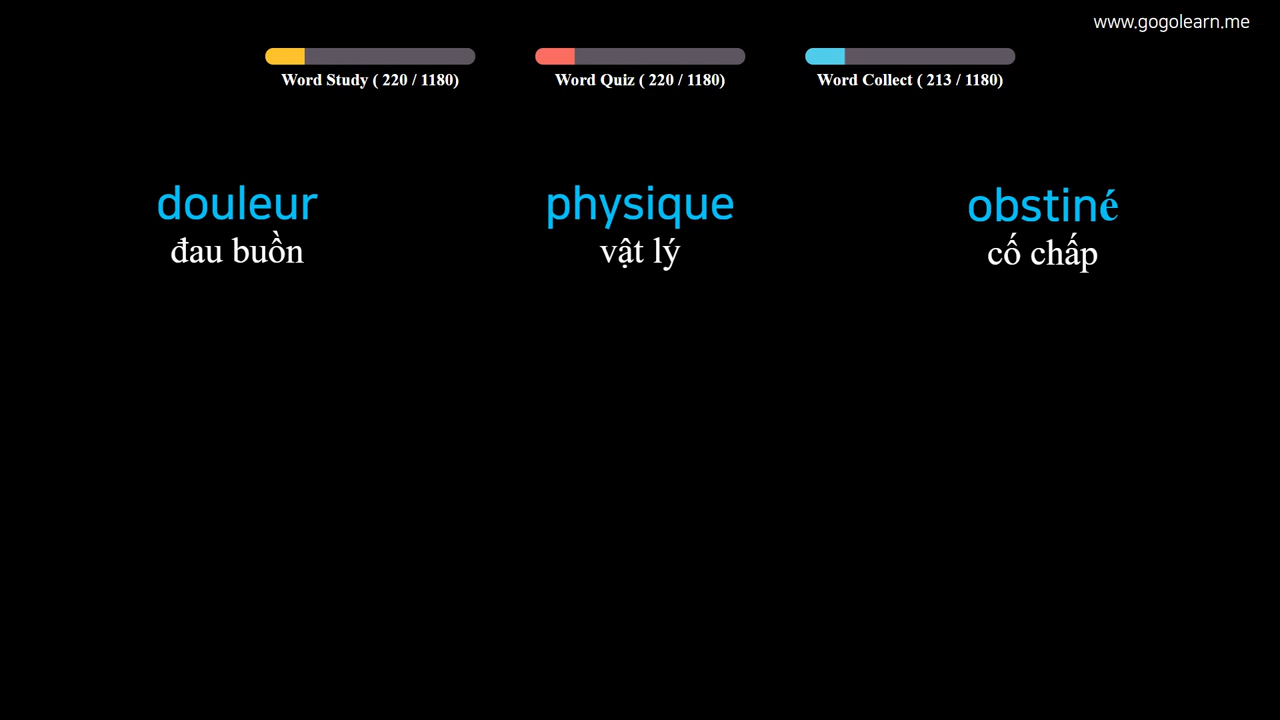 www.gogolearn.me
Word Study ( 220 / 1180)
Word Quiz ( 220 / 1180)
Word Collect ( 213 / 1180)
douleur
đau buồn
physique
vật lý
obstiné
cố chấp